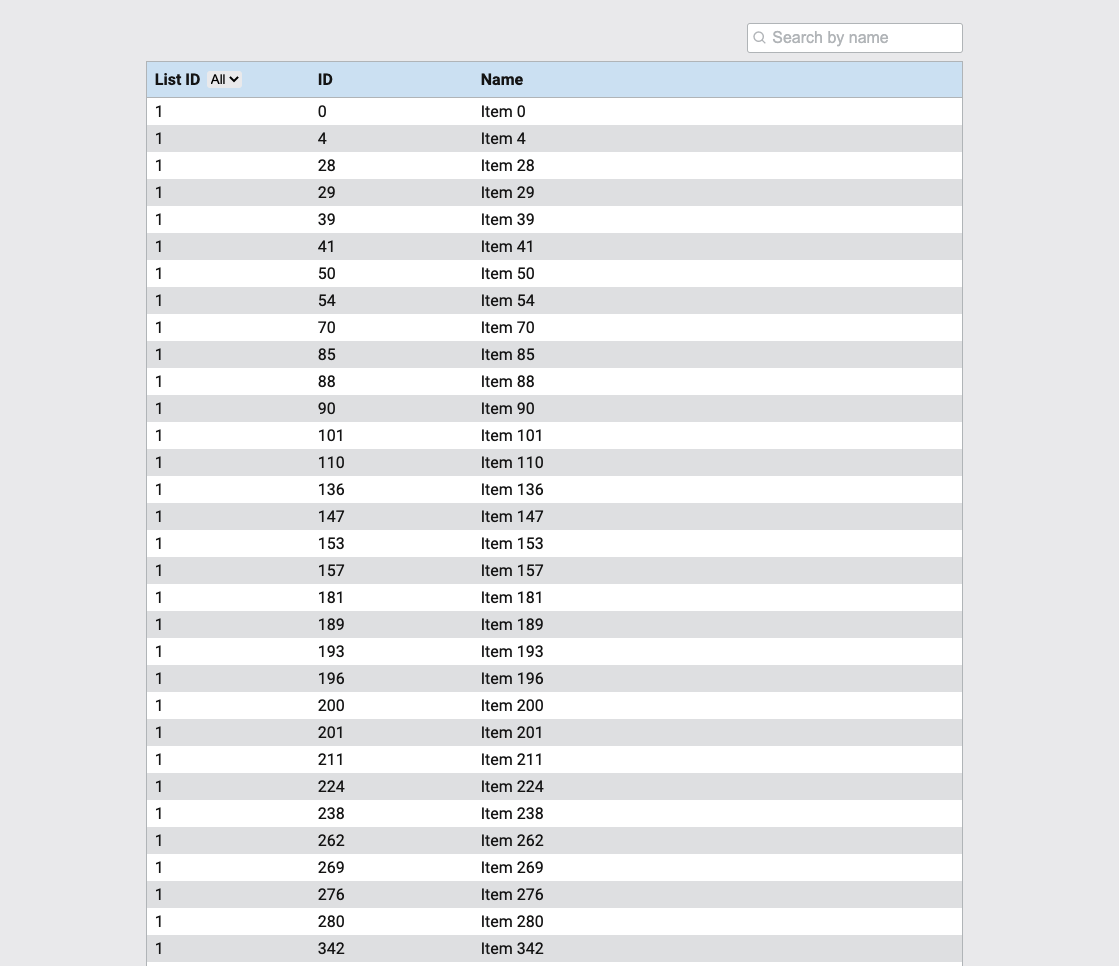 Search by name
List ID All ID Name
1 0 Item 0
1 4 Item 4
1 28 Item 28
1 29 Item 29
1 39 Item 39
1 41 Item 41
1 50 Item 50
1 54 Item 54
1 70 Item 70
1 85 Item 85
1 88 Item 88
1 90 Item 90
1 101 Item 101
1 110 Item 110
1 136 Item 136
1 147 Item 147
1 153 Item 153
1 157 Item 157
1 181 Item 181
1 189 Item 189
1 193 Item 193
1 196 Item 196
1 200 Item 200
1 201 Item 201
1 211 Item 211
1 224 Item 224
1 238 Item 238
1 262 Item 262
1 269 Item 269
1 276 Item 276
1 280 Item 280
1 342 Item 342